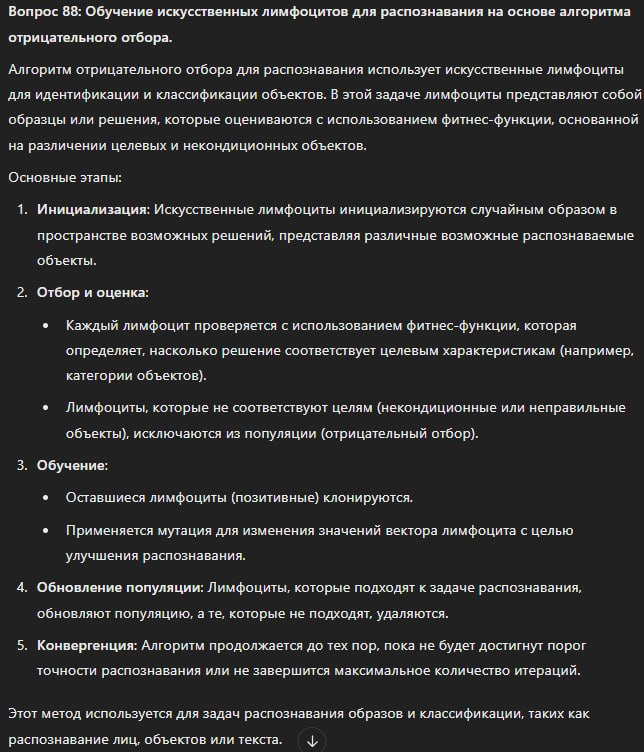 Вопрос 88: Обучение искусственных лимфоцитов для распознавания на основе алгоритма
отрицательного отбора.
Алгоритм отрицательного отбора для распознавания использует искусственные лимфоциты
для идентификации и классификации объектов. В этой задаче лимфоциты представляют собой
образцы или решения, которые оцениваются с использованием фитнес-функции, основанной
на различении целевых и некондиционных объектов.
Основные этапы:
1. Инициализация: Искусственные лимфоциты инициализируются случайным образом в
пространстве возможных решений, представляя различные возможные распознаваемые
объекты.
2. Отбор и оценка:
• Каждый лимфоцит проверяется с использованием фитнес-функции, которая
определяет, насколько решение соответствует целевым характеристикам (например,
категории объектов).
• Лимфоциты, которые не соответствуют целям (некондиционные или неправильные
объекты), исключаются из популяции (отрицательный отбор).
3. Обучение:
• Оставшиеся лимфоциты (позитивные) клонируются.
• Применяется мутация для изменения значений вектора лимфоцита с целью
улучшения распознавания.
4. Обновление популяции: Лимфоциты, которые подходят к задаче распознавания,
обновляют популяцию, а те, которые не подходят, удаляются.
5. Конвергенция: Алгоритм продолжается до тех пор, пока не будет достигнут порог
точности распознавания или не завершится максимальное количество итераций.
Этот метод используется для задач распознавания образов и классификации, таких как
распознавание лиц, объектов или текста.